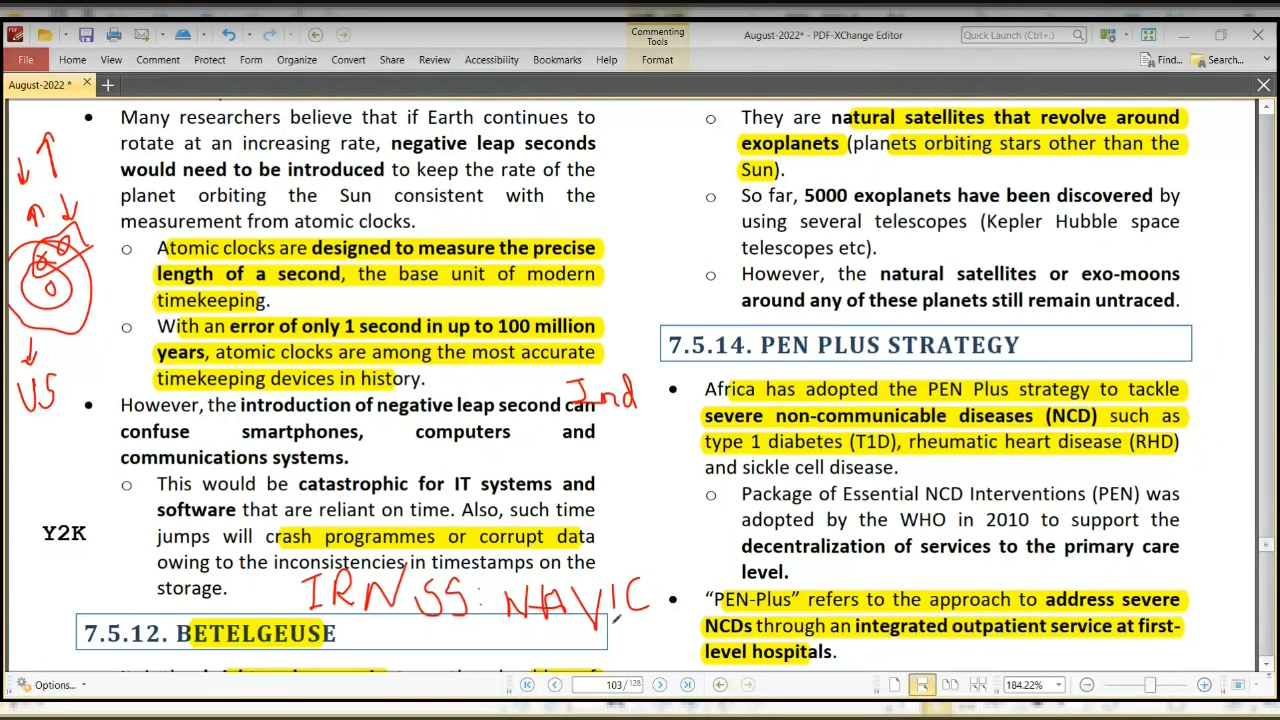 Commenting
Tools
August-2022* - PDF-XChange Editor
Quick Launch (Ctrl+.)
File Home View Comment Protect Form Organize Convert Share Review Accessibility Bookmarks Help Format
Find... Search...
August-2022 *
Many researchers believe that if Earth continues to
rotate at an increasing rate, negative leap seconds
would need to be introduced to keep the rate of the
planet orbiting the Sun consistent with the
measurement from atomic clocks.
Atomic clocks are designed to measure the precise
length of a second, the base unit of modern
timekeeping.
With an error of only 1 second in up to 100 million
years, atomic clocks are among the most accurate
timekeeping devices in history.
US
Ind
However, the introduction of negative leap second can
confuse smartphones, computers and
communications systems.
This would be catastrophic for IT systems and
software that are reliant on time. Also, such time
Y2K
jumps will crash programmes or corrupt data
owing to the inconsistencies in timestamps on the
storage.
IRNSS: NAVIC
7.5.12. BETELGEUSE
They are natural satellites that revolve around
exoplanets (planets orbiting stars other than the
Sun).
So far, 5000 exoplanets have been discovered by
using several telescopes (Kepler Hubble space
telescopes etc).
However, the natural satellites or exo-moons
around any of these planets still remain untraced.
7.5.14. PEN PLUS STRATEGY
Africa has adopted the PEN Plus strategy to tackle
severe non-communicable diseases (NCD) such as
type 1 diabetes (T1D), rheumatic heart disease (RHD)
and sickle cell disease.
Package of Essential NCD Interventions (PEN) was
adopted by the WHO in 2010 to support the
decentralization of services to the primary care
level.
"PEN-Plus" refers to the approach to address severe
NCDs through an integrated outpatient service at first-
level hospitals.
Options...
103/128
184.22%